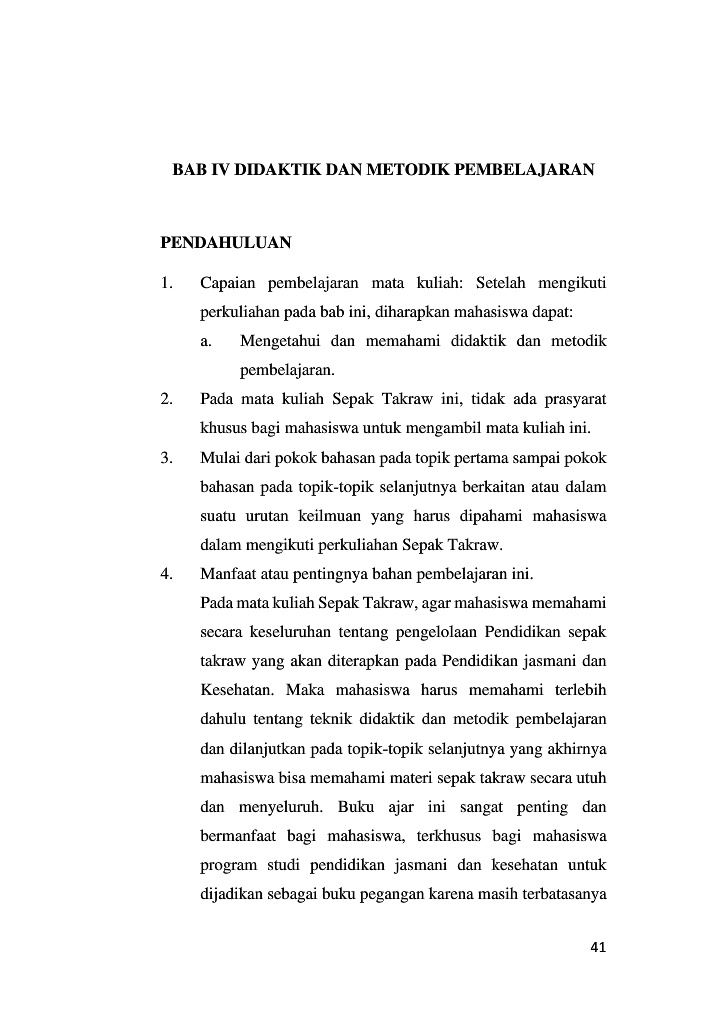 BAB IV DIDAKTIK DAN METODIK PEMBELAJARAN
PENDAHULUAN
1. Capaian pembelajaran mata kuliah: Setelah mengikuti
perkuliahan pada bab ini, diharapkan mahasiswa dapat:
a. Mengetahui dan memahami didaktik dan metodik
pembelajaran.
2. Pada mata kuliah Sepak Takraw ini, tidak ada prasyarat
khusus bagi mahasiswa untuk mengambil mata kuliah ini.
3. Mulai dari pokok bahasan pada topik pertama sampai pokok
bahasan pada topik-topik selanjutnya berkaitan atau dalam
suatu urutan keilmuan yang harus dipahami mahasiswa
dalam mengikuti perkuliahan Sepak Takraw.
4. Manfaat atau pentingnya bahan pembelajaran ini.
Pada mata kuliah Sepak Takraw, agar mahasiswa memahami
secara keseluruhan tentang pengelolaan Pendidikan sepak
takraw yang akan diterapkan pada Pendidikan jasmani dan
Kesehatan. Maka mahasiswa harus memahami terlebih
dahulu tentang teknik didaktik dan metodik pembelajaran
dan dilanjutkan pada topik-topik selanjutnya yang akhirnya
mahasiswa bisa memahami materi sepak takraw secara utuh
dan menyeluruh. Buku ajar ini sangat penting dan
bermanfaat bagi mahasiswa, terkhusus bagi mahasiswa
program studi pendidikan jasmani dan kesehatan untuk
dijadikan sebagai buku pegangan karena masih terbatasanya
41